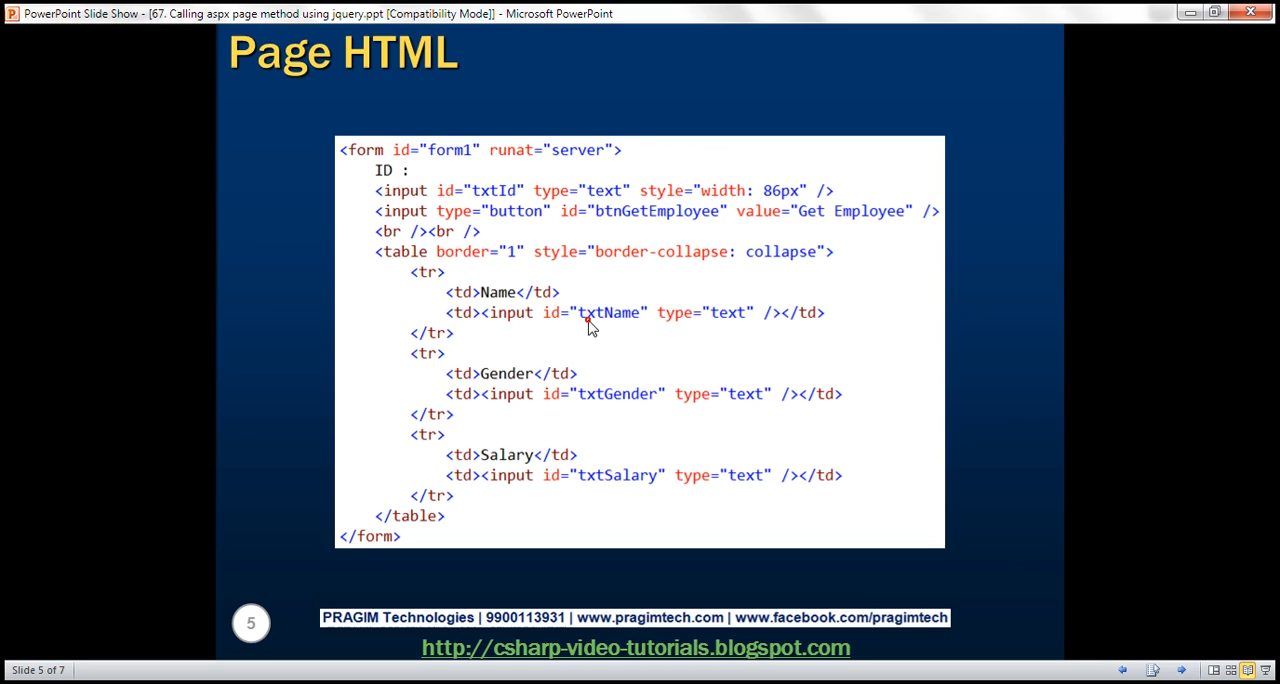 PowerPoint Slide Show - [67. Calling aspx page method using jquery.ppt [Compatibility Mode]] - Microsoft PowerPoint
Page HTML
<form id="form1" runat="server">
ID :
<input id="txtId" type="text" style="width: 86px" />
<input type="button" id="btnGetEmployee" value="Get Employee" />
<br /><br />
<table border="1" style="border-collapse: collapse">
<tr>
<td>Name</td>
<td><input id="txtName" type="text" /></td>
</tr>
<tr>
<td>Gender</td>
<td><input id="txtGender" type="text" /></td>
</tr>
<tr>
<td>Salary</td>
<td><input id="txtSalary" type="text" /></td>
</tr>
</table>
</form>
5
PRAGIM Technologies | 9900113931 | www.pragimtech.com | www.facebook.com/pragimtech
http://csharp-video-tutorials.blogspot.com
Slide 5 of 7